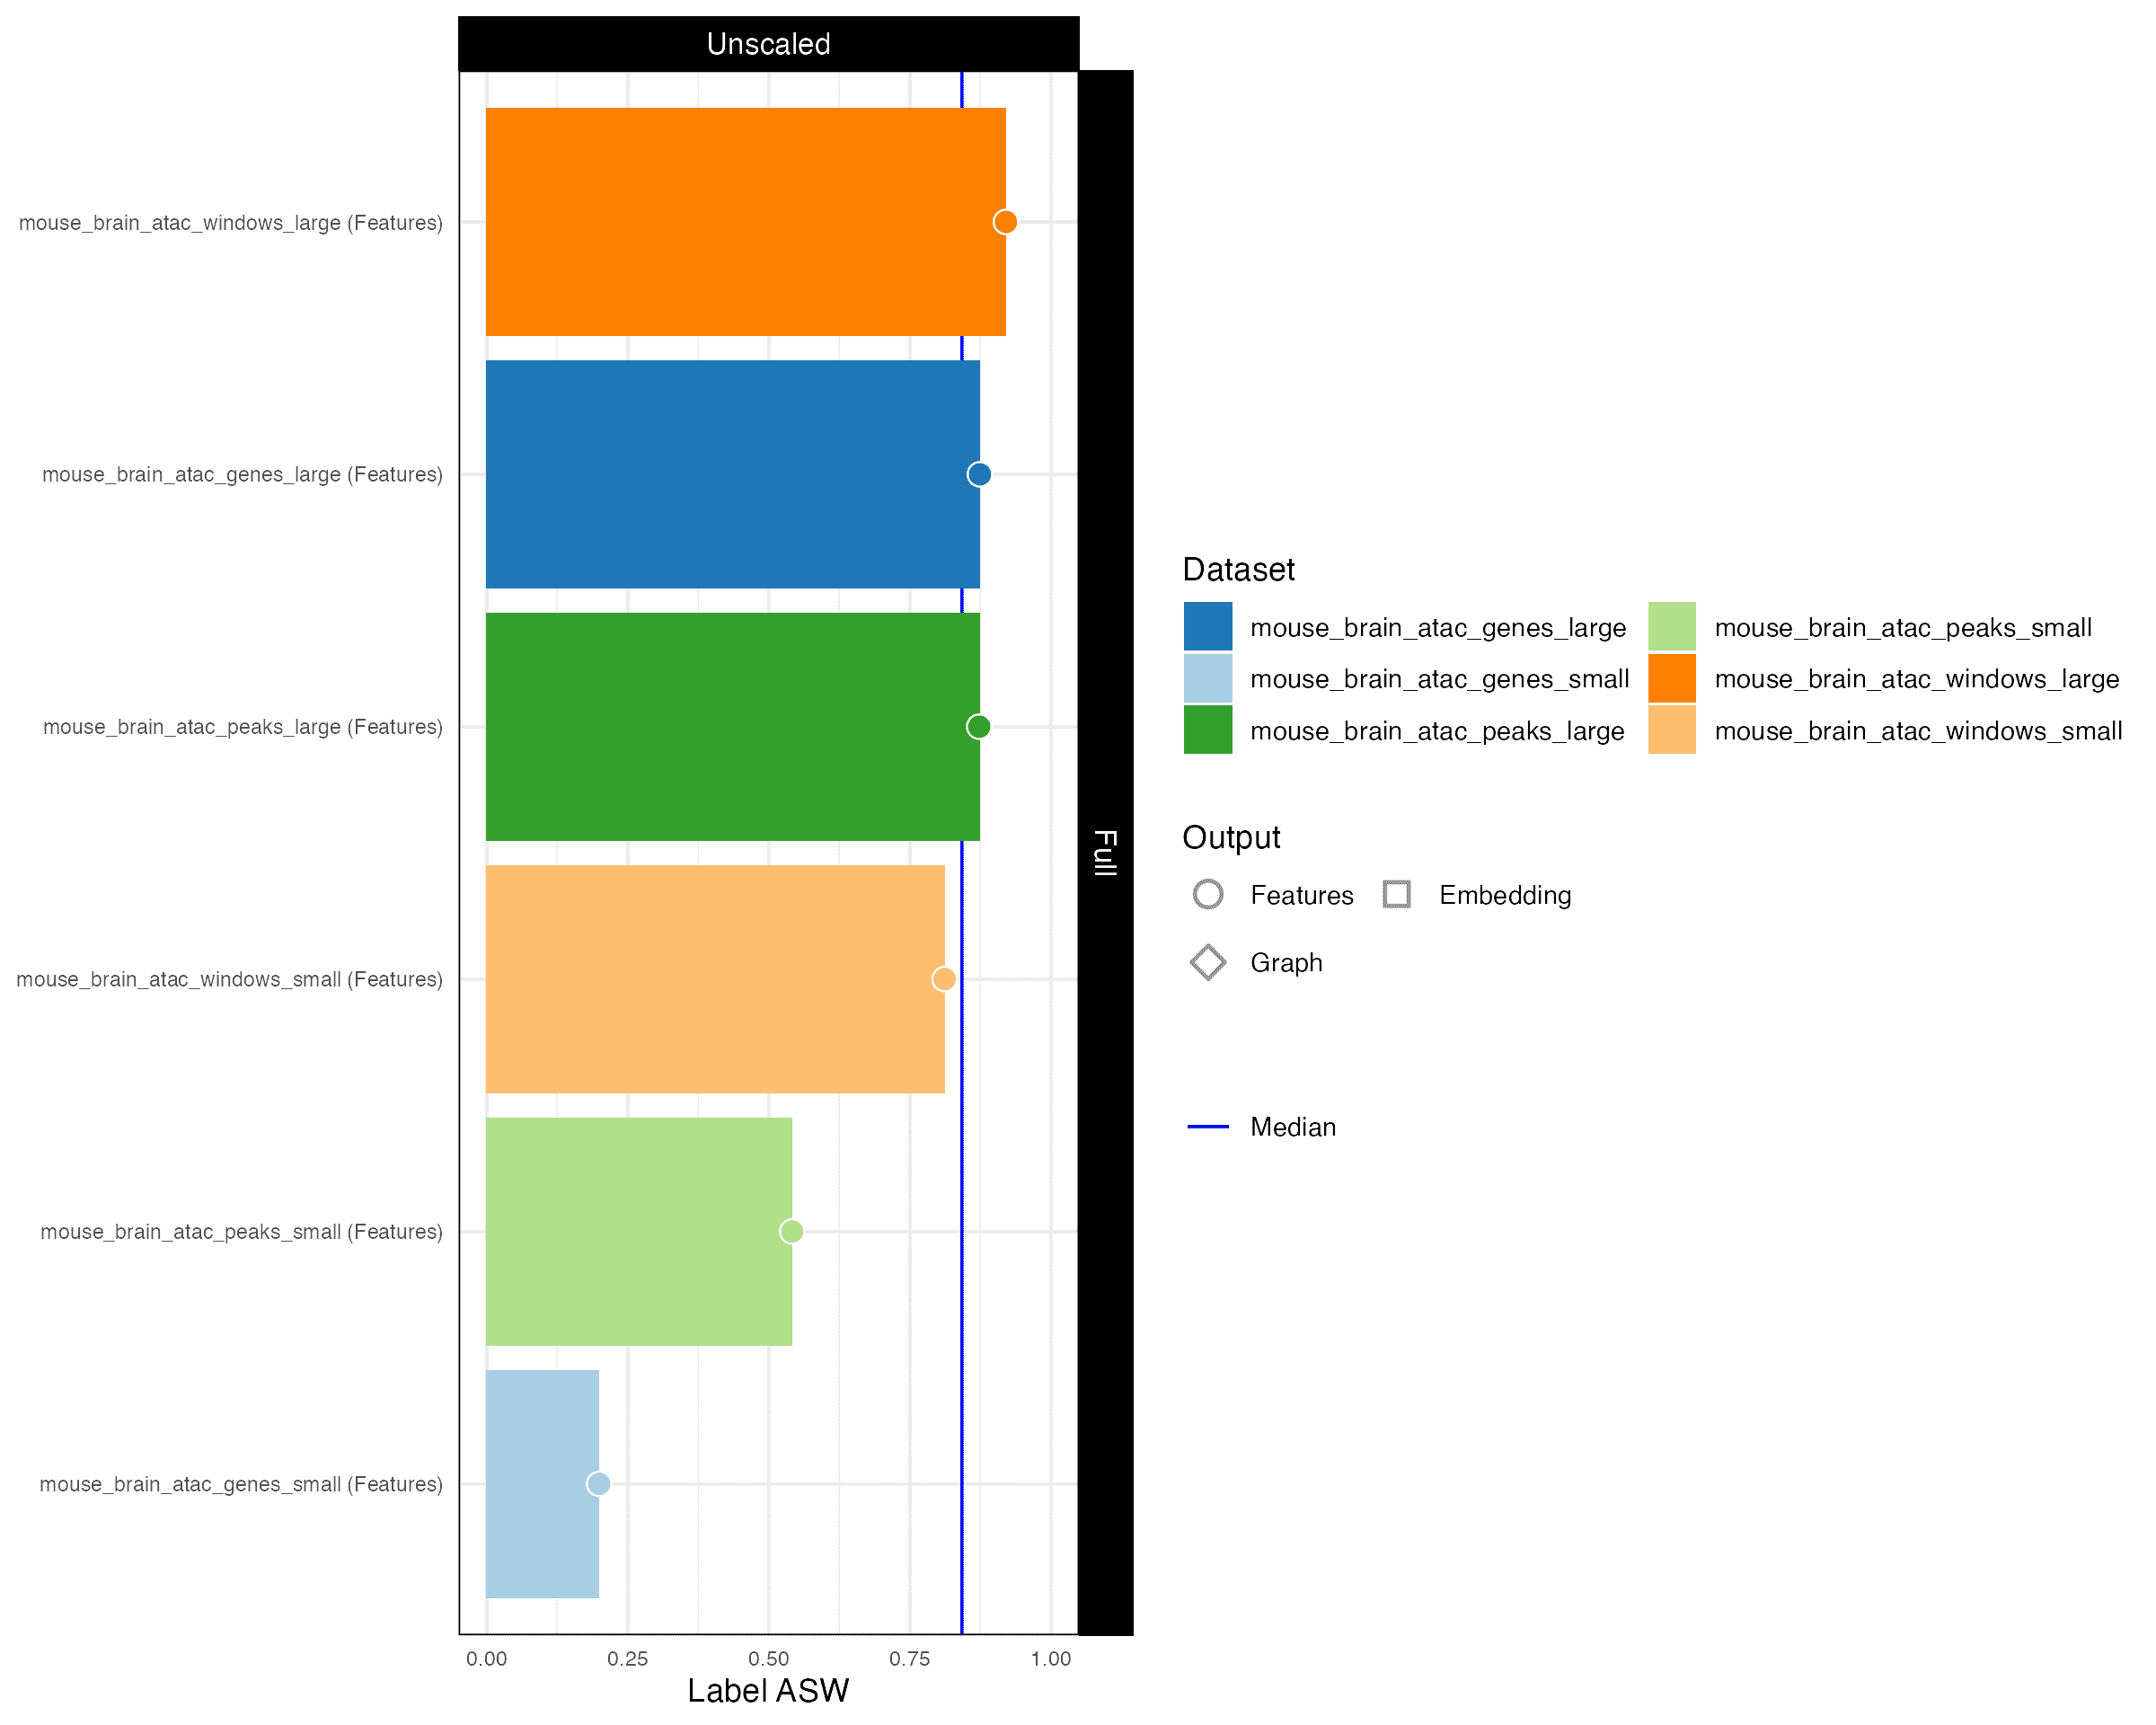 Unscaled
mouse_brain_atac_windows_large (Features)
mouse_brain_atac_genes_large (Features)
mouse_brain_atac_peaks_large (Features)
mouse_brain_atac_windows_small (Features)
mouse_brain_atac_peaks_small (Features)
mouse_brain_atac_genes_small (Features)
0.00 0.25 0.50 0.75 1.00
Label ASW
Full
Dataset
mouse_brain_atac_genes_large mouse_brain_atac_peaks_small
mouse_brain_atac_genes_small mouse_brain_atac_windows_large
mouse_brain_atac_peaks_large mouse_brain_atac_windows_small
Output
Features Embedding
Graph
Median